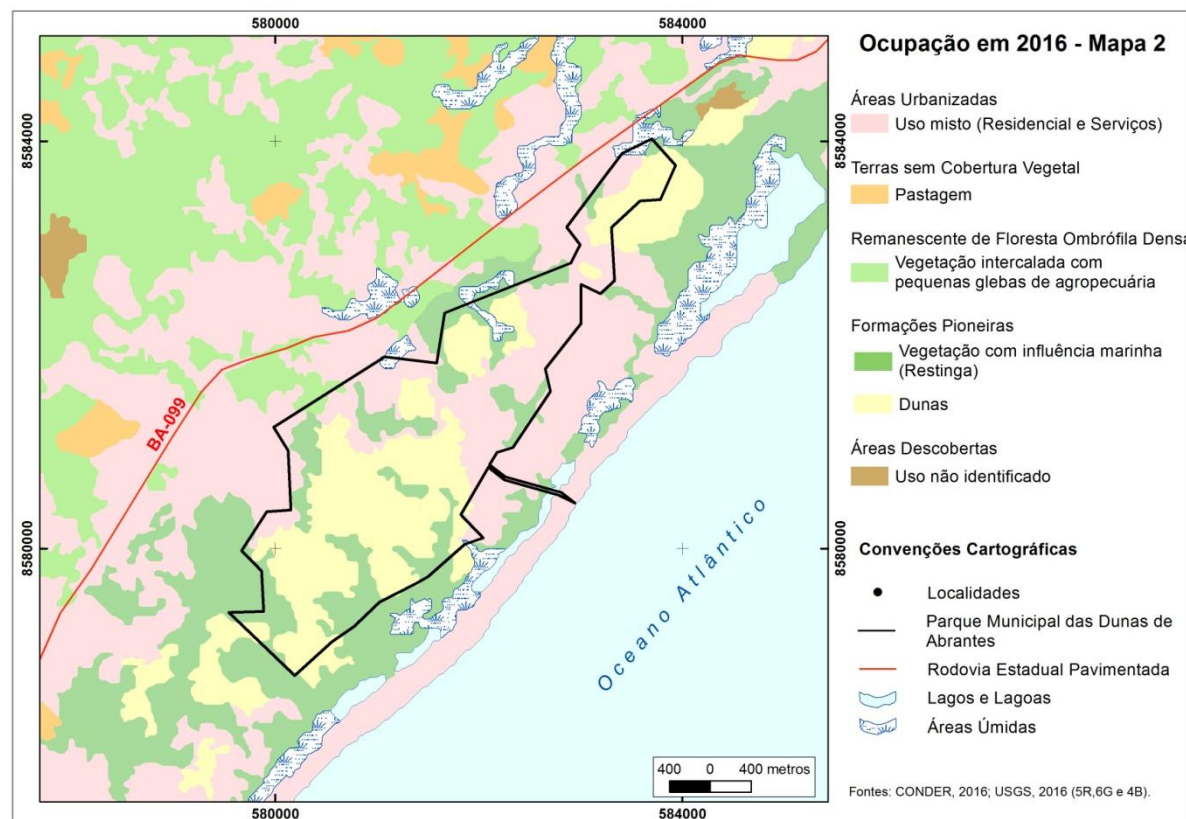 580000
584000
Ocupação em 2016 - Mapa 2
Áreas Urbanizadas
Uso misto (Residencial e Serviços)
Terras sem Cobertura Vegetal
Pastagem
Remanescente de Floresta Ombrófila Densa
Vegetação intercalada com
pequenas glebas de agropecuária
Formações Pioneiras
Vegetação com influência marinha
(Restinga)
Dunas
Áreas Descobertas
Uso não identificado
Convenções Cartográficas
Localidades
Parque Municipal das Dunas de
Abrantes
Rodovia Estadual Pavimentada
Lagos e Lagoas
Áreas Úmidas
Fontes: CONDER, 2016; USGS, 2016 (5R,6G e 4B).
8584000
8584000
BA-099
8580000
8580000
Oceano Atlântico
400 0 400 metros
580000
584000